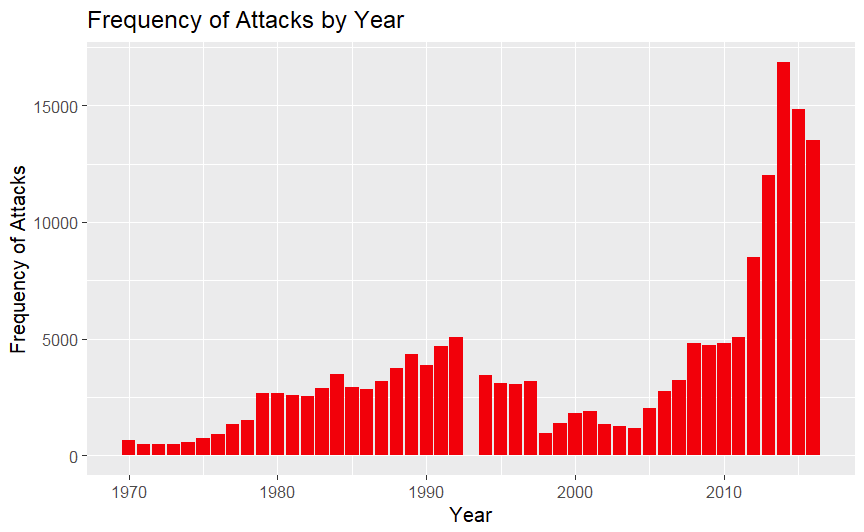 Frequency of Attacks by Year
Frequency of Attacks
15000
10000
5000
0
1970 1980 1990 2000 2010
Year